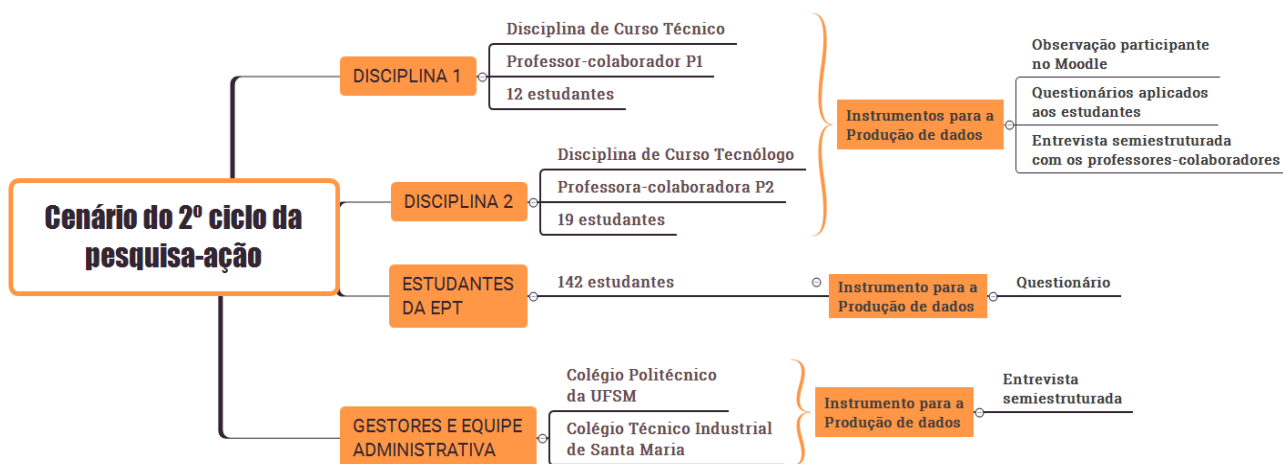 Cenário do 2º ciclo da
pesquisa-ação
DISCIPLINA 1
Disciplina de Curso Técnico
Professor-colaborador P1
12 estudantes
DISCIPLINA 2
Disciplina de Curso Tecnólogo
Professora-colaboradora P2
19 estudantes
Instrumentos para a
Produção de dados
Observação participante
no Moodle
Questionários aplicados
aos estudantes
Entrevista semiestruturada
com os professores-colaboradores
ESTUDANTES
DA EPT
142 estudantes
Instrumento para a
Produção de dados
Questionário
GESTORES E EQUIPE
ADMINISTRATIVA
Colégio Politécnico
da UFSM
Colégio Técnico Industrial
de Santa Maria
Instrumento para a
Produção de dados
Entrevista
semiestruturada